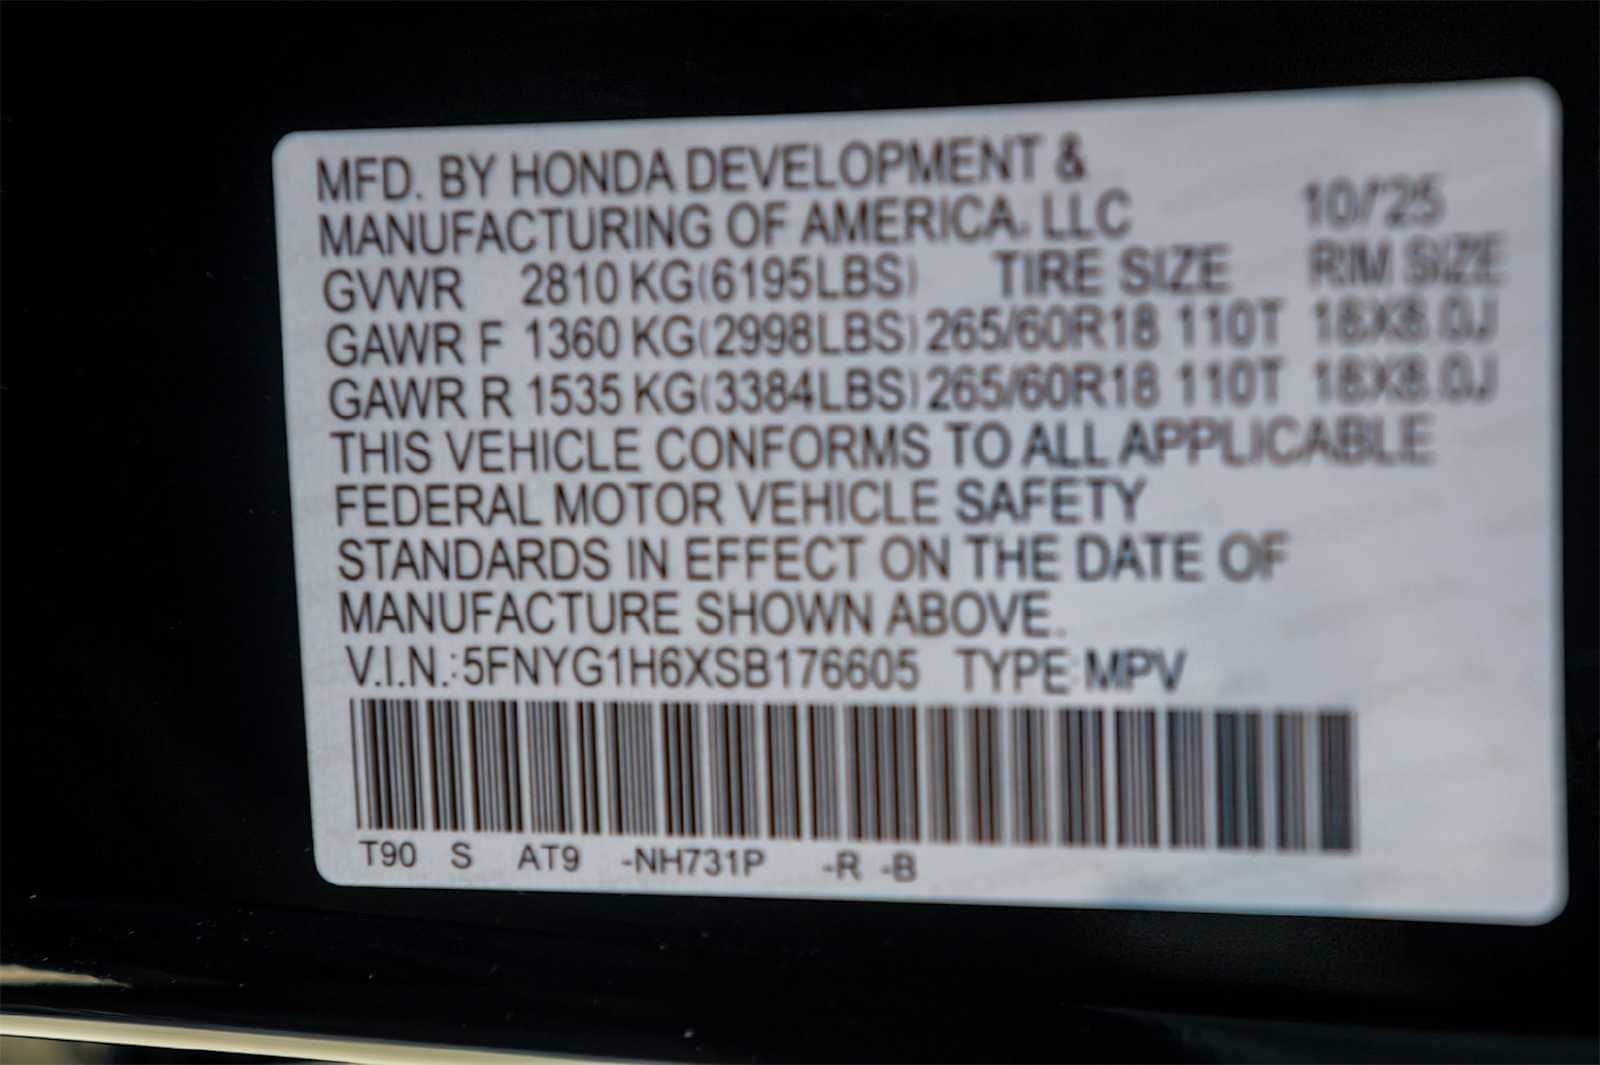 MFD. BY HONDA DEVELOPMENT &
MANUFACTURING OF AMERICA, LLC 10/'25
GVWR 2810 KG(6195LBS) TIRE SIZE RIM SIZE
GAWR F 1360 KG(2998LBS) 265/60R18 110T 18X8.0J
GAWR R 1535 KG(3384LBS) 265/60R18 110T 18X8.0J
THIS VEHICLE CONFORMS TO ALL APPLICABLE
FEDERAL MOTOR VEHICLE SAFETY
STANDARDS IN EFFECT ON THE DATE OF
MANUFACTURE SHOWN ABOVE.
V.I.N.:5FNYG1H6XSB176605 TYPE:MPV
T90 S AT9 -NH731P -R -B